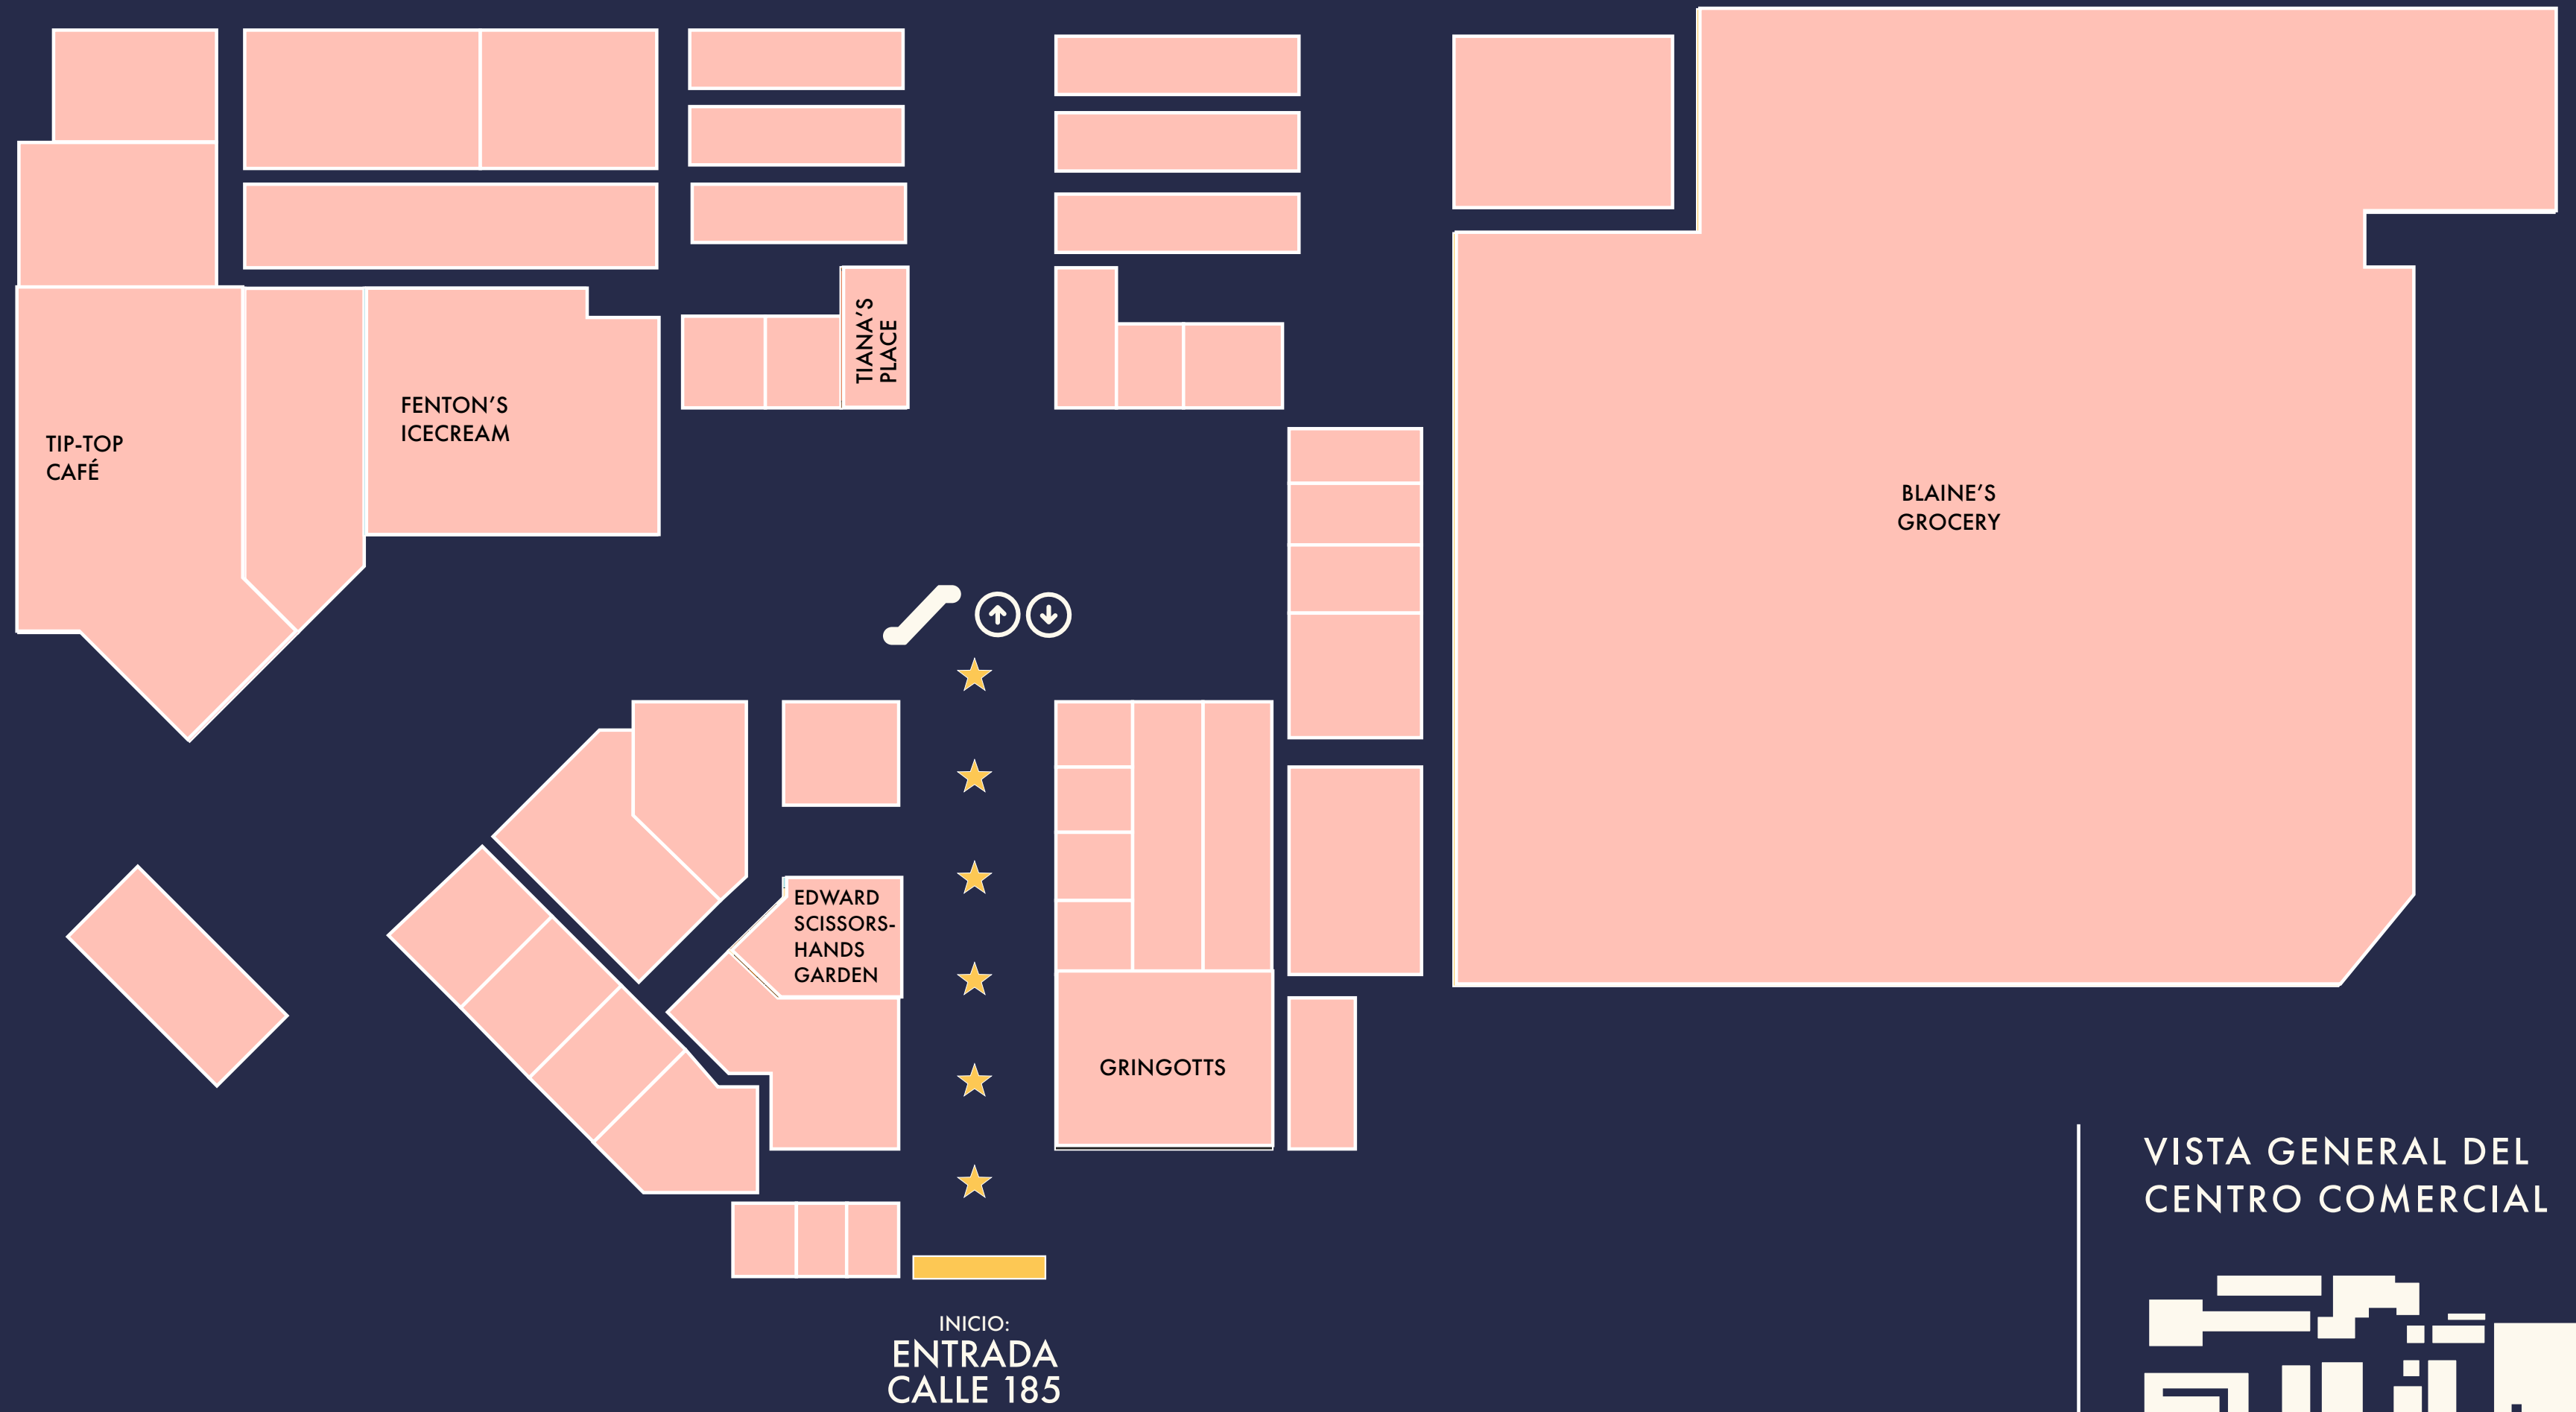 TIANA'S
PLACE
FENTON'S
ICECREAM
TIP-TOP
CAFÉ
BLAINE'S
GROCERY
EDWARD
SCISSORS-
HANDS
GARDEN
GRINGOTTS
VISTA GENERAL DEL
CENTRO COMERCIAL
INICIO:
ENTRADA
CALLE 185